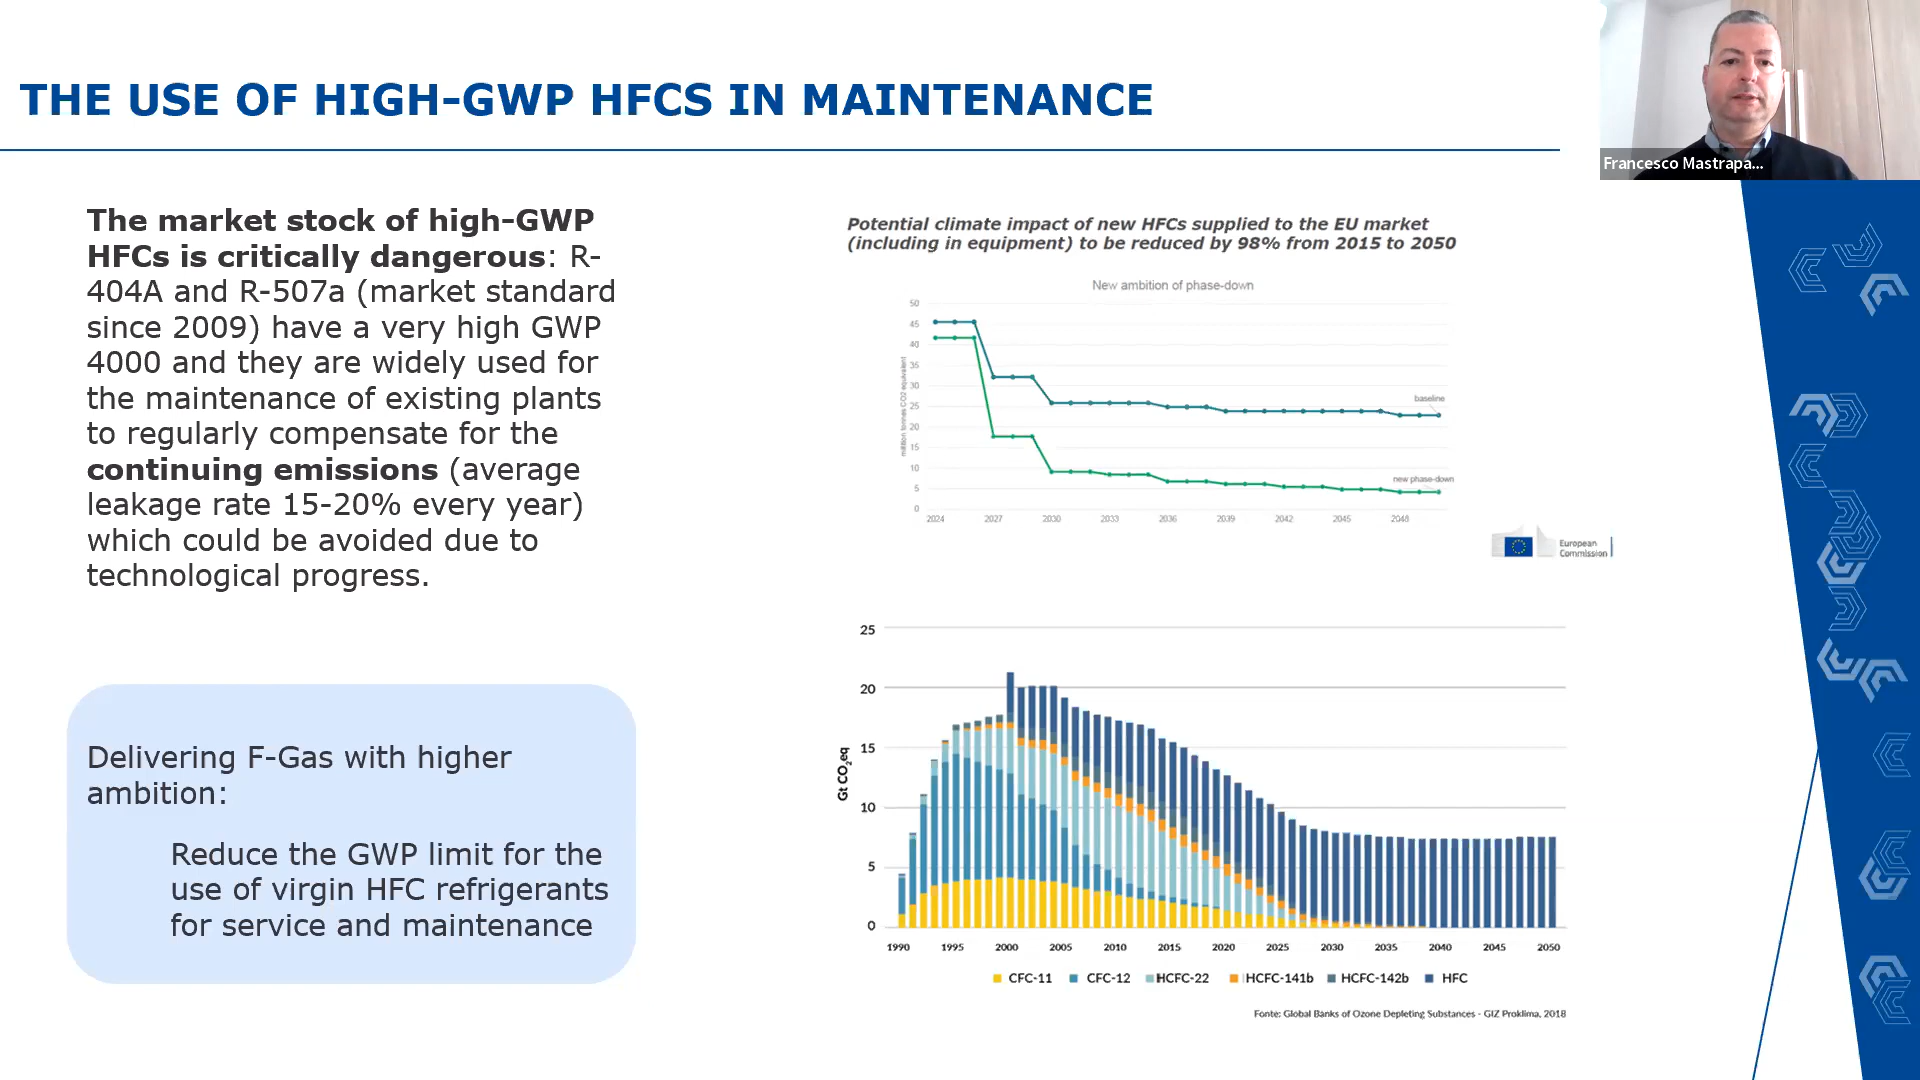 THE USE OF HIGH-GWP HFCS IN MAINTENANCE
Francesco Mastrapa...
The market stock of high-GWP
HFCs is critically dangerous: R-
404A and R-507a (market standard
since 2009) have a very high GWP
4000 and they are widely used for
the maintenance of existing plants
to regularly compensate for the
continuing emissions (average
leakage rate 15-20% every year)
which could be avoided due to
technological progress.
Delivering F-Gas with higher
ambition:
Reduce the GWP limit for the
use of virgin HFC refrigerants
for service and maintenance
Potential climate impact of new HFCs supplied to the EU market
(including in equipment) to be reduced by 98% from 2015 to 2050
New ambition of phase-down
million tonnes CO2 equivalent
50
45
40
35
30
25
20
15
10
5
0
baseline
new phase-down
2024 2027 2030 2033 2036 2039 2042 2045 2048
European
Commission
Gt CO2eq
25
20
15
10
5
0
1990 1995 2000 2005 2010 2015 2020 2025 2030 2035 2040 2045 2050
CFC-11 CFC-12 HCFC-22 HCFC-141b HCFC-142b HFC
Fonte: Global Banks of Ozone Depleting Substances - GIZ Proklima, 2018